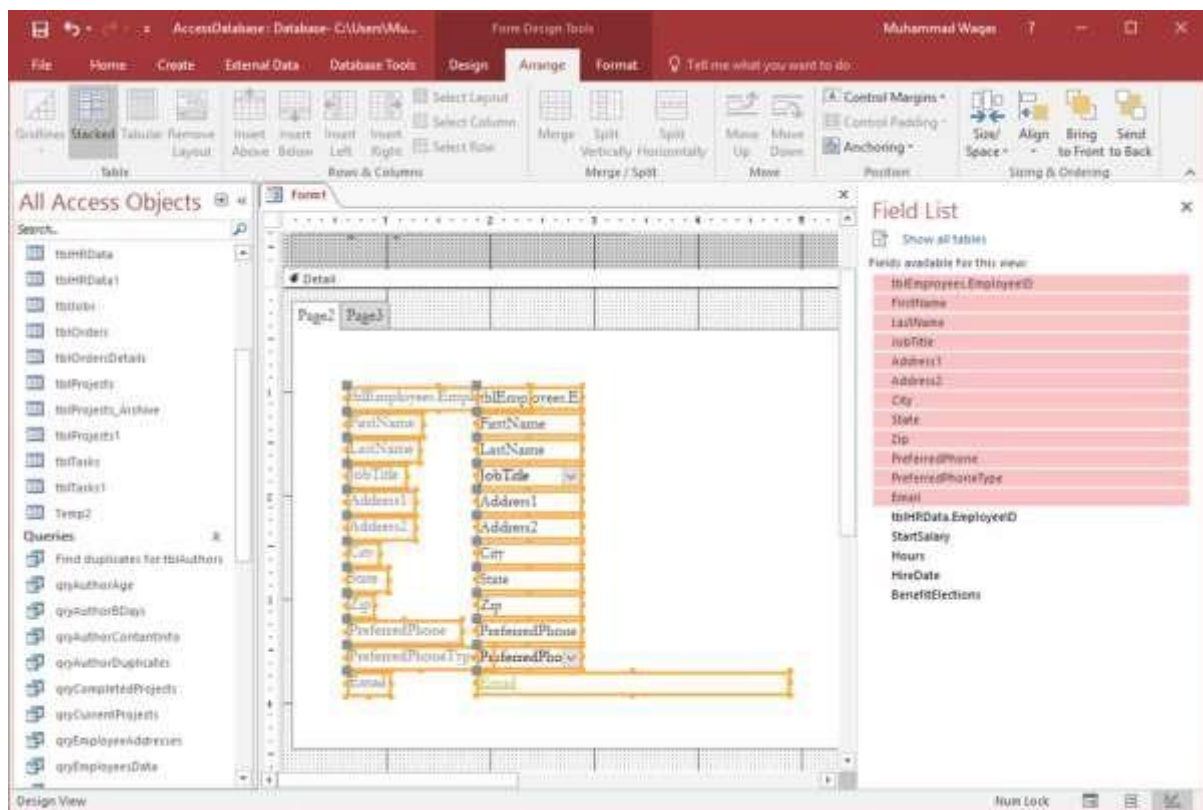 AccessDatabase : Database- C:\Users\Mu...
Form Design Tools
Muhammad Waqas
?
File
Home
Create
External Data
Database Tools
Design
Arrange
Format
Tell me what you want to do
Gridlines
Stacked
Tabular
Remove Layout
Insert Above
Insert Below
Insert Left
Insert Right
Select Layout
Select Column
Select Row
Merge
Split Vertically
Split Horizontally
Move Up
Move Down
Control Margins
Control Padding
Anchoring
Size/ Space
Align
Bring to Front
Send to Back
Table
Rows & Columns
Merge / Split
Move
Position
Sizing & Ordering
All Access Objects
Search..
tblHRData
tblHRData1
tblJobs
tblOrders
tblOrdersDetails
tblProjects
tblProjects_Archive
tblProjects1
tblTasks
tblTasks1
Temp2
Queries
Find duplicates for tblAuthors
qryAuthorAge
qryAuthorBDays
qryAuthorContantInfo
qryAuthorDuplicates
qryCompletedProjects
qryCurrentProjects
qryEmployeeAddresses
qryEmployeesData
Form1
Detail
Page2
Page3
tblEmployees.Empl
tblEmployees.E
FirstName
FirstName
LastName
LastName
JobTitle
JobTitle
Address1
Address1
Address2
Address2
City
City
State
State
Zip
Zip
PreferredPhone
PreferredPhone
PreferredPhoneTyp
PreferredPho
Email
Email
Field List
Show all tables
Fields available for this view:
tblEmployees.EmployeeID
FirstName
LastName
JobTitle
Address1
Address2
City
State
Zip
PreferredPhone
PreferredPhoneType
Email
tblHRData.EmployeeID
StartSalary
Hours
HireDate
BenefitElections
Design View
Num Lock